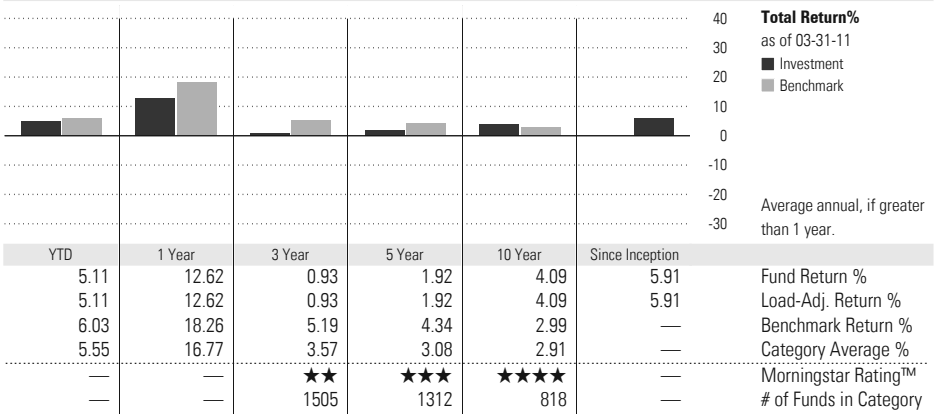 40 Total Return%
30 as of 03-31-11
Investment
20 Benchmark
10
0
-10
-20
Average annual, if greater
-30 than 1 year.
YTD 1 Year 3 Year 5 Year 10 Year Since Inception
5.11 12.62 0.93 1.92 4.09 5.91 Fund Return %
5.11 12.62 0.93 1.92 4.09 5.91 Load-Adj. Return %
6.03 18.26 5.19 4.34 2.99 — Benchmark Return %
5.55 16.77 3.57 3.08 2.91 — Category Average %
— — ★★ ★★★ ★★★★ — Morningstar Rating™
— — 1505 1312 818 — # of Funds in Category